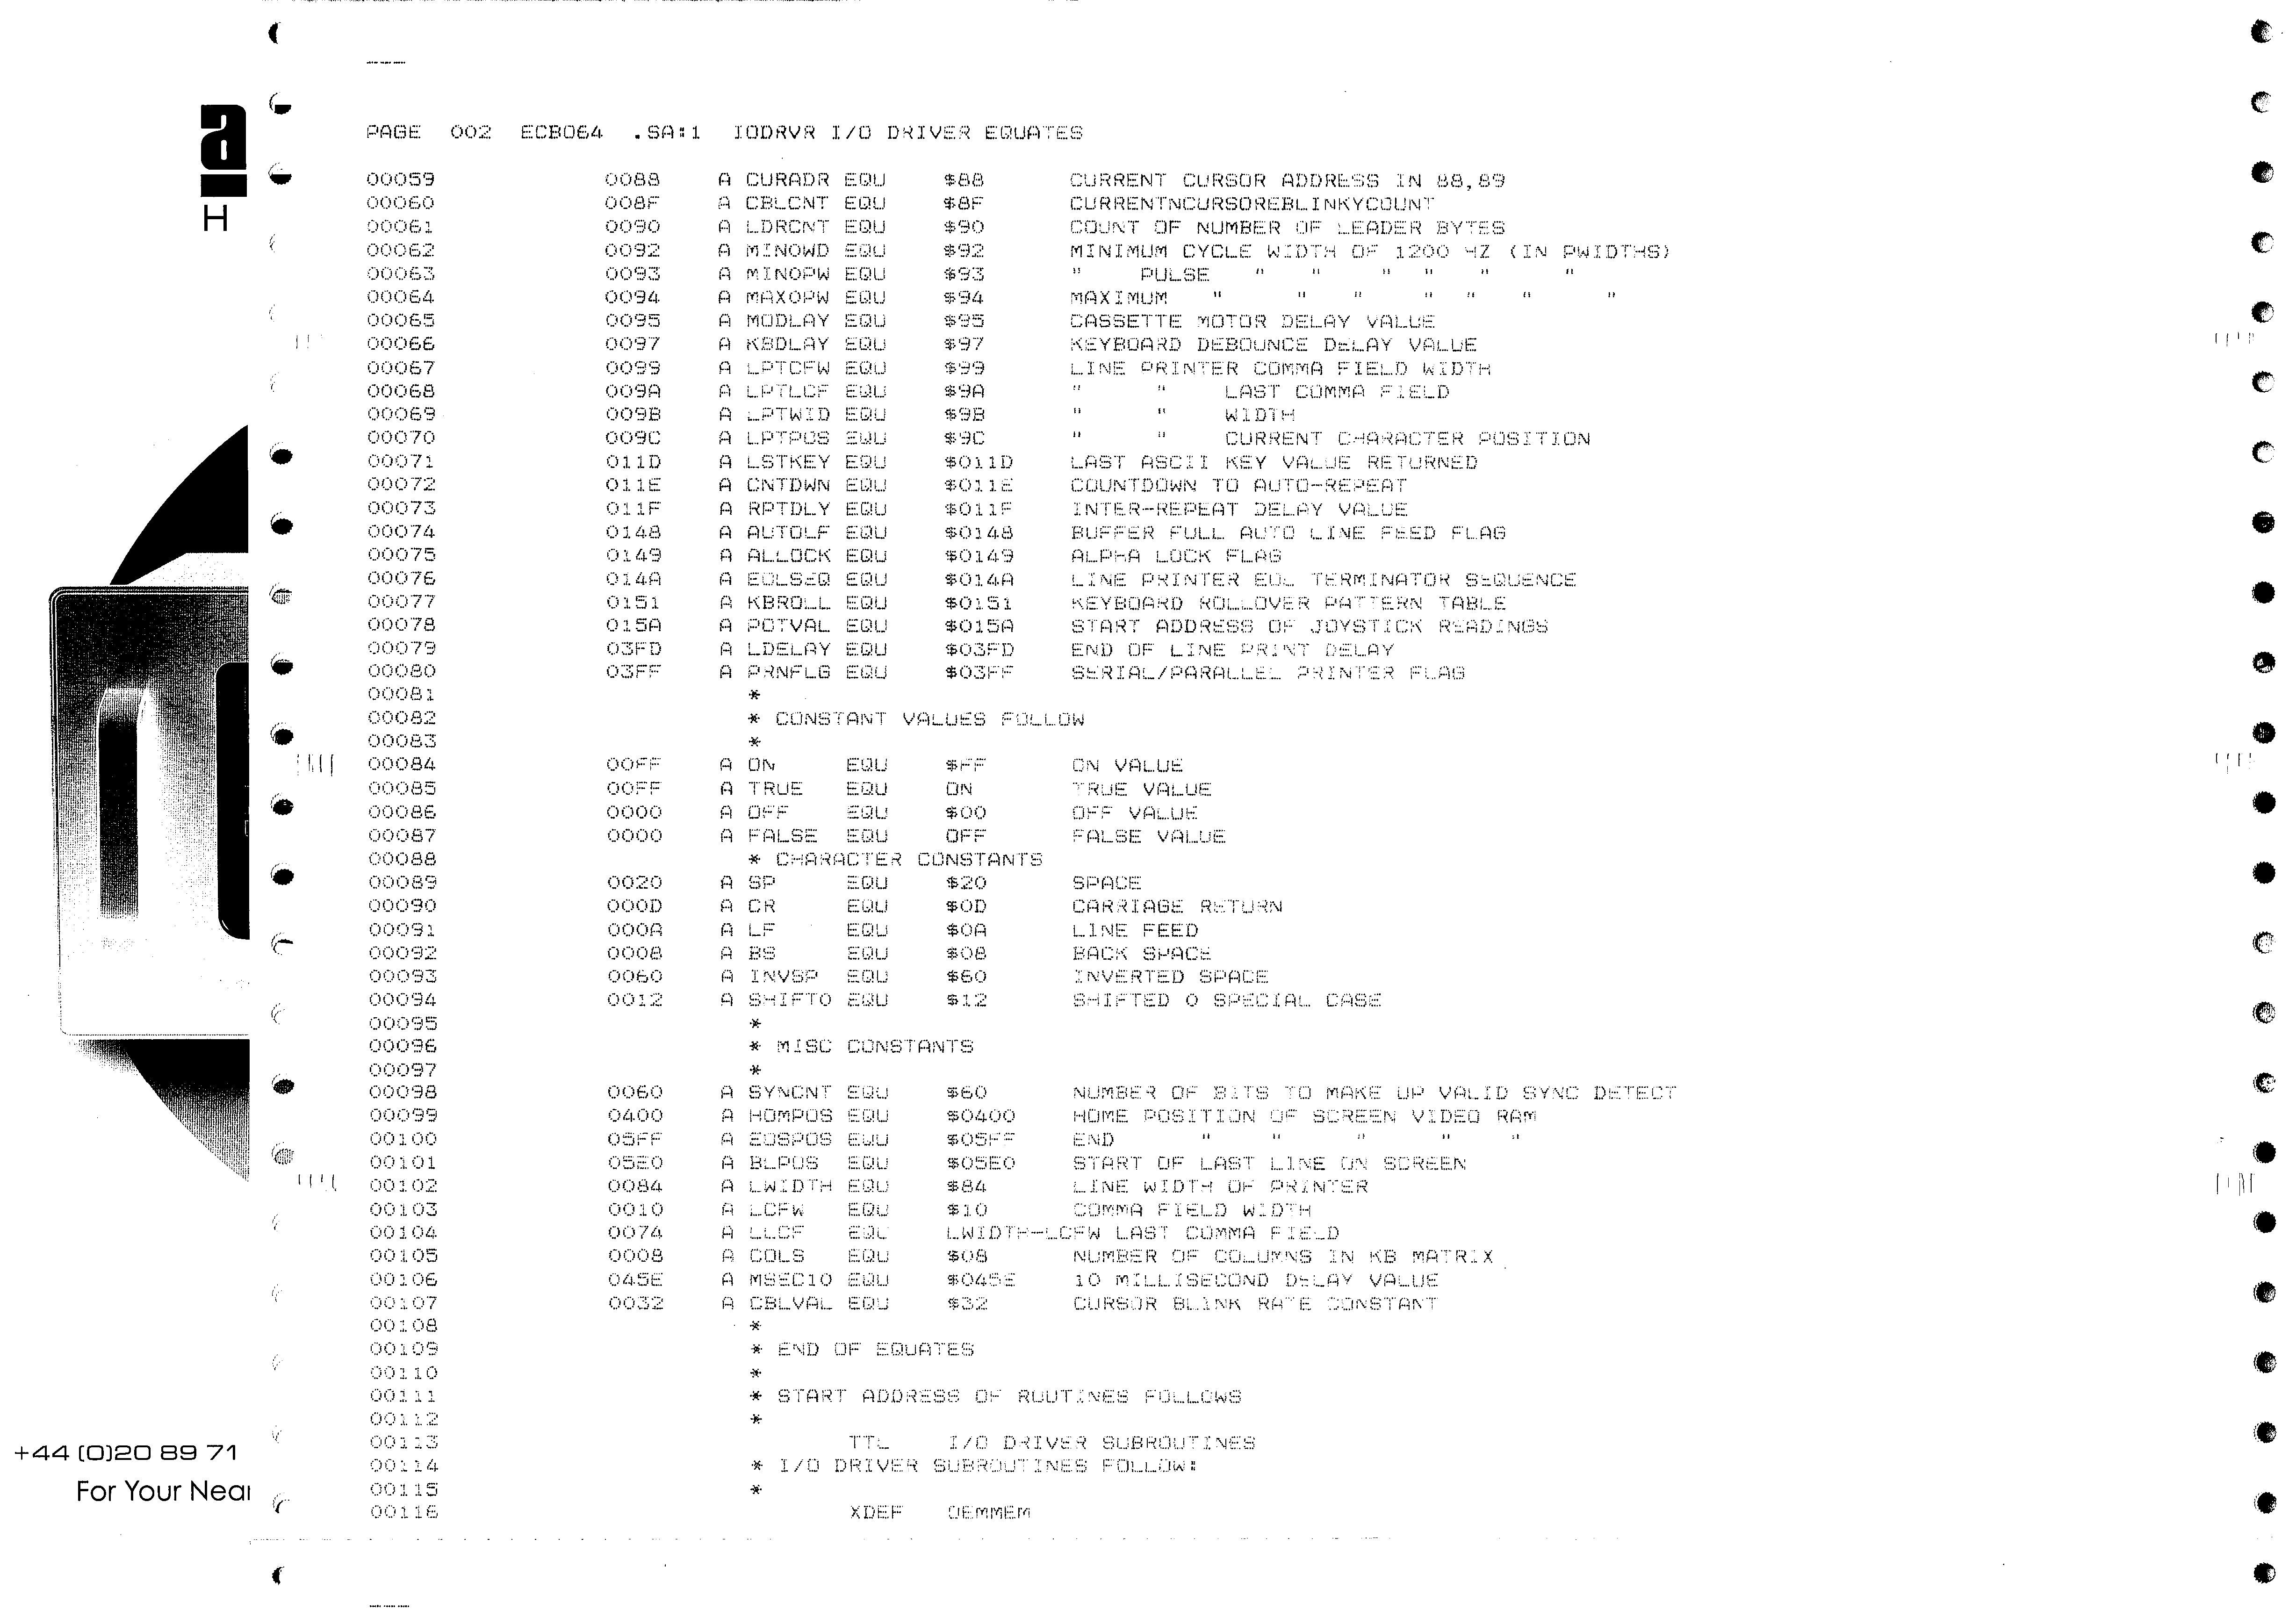 PAGE 002 ECB064 .SA:1 IODRVR I/O DRIVER EQUATES
00059 0088 A CURADR EQU $88 CURRENT CURSOR ADDRESS IN 88,89
00060 008F A CBLCNT EQU $8F CURRENTNCURSOREBLINKYCOUNT
00061 0090 A LDRCNT EQU $90 COUNT OF NUMBER OF LEADER BYTES
00062 0092 A MINOWD EQU $92 MINIMUM CYCLE WIDTH OF 1200 HZ (IN PWIDTHS)
00063 0093 A MINOPW EQU $93 " PULSE " " " " " "
00064 0094 A MAXOPW EQU $94 MAXIMUM " " " " " " "
00065 0095 A MODLAY EQU $95 CASSETTE MOTOR DELAY VALUE
00066 0097 A KBDLAY EQU $97 KEYBOARD DEBOUNCE DELAY VALUE
00067 0099 A LPTCFW EQU $99 LINE PRINTER COMMA FIELD WIDTH
00068 009A A LPTLCF EQU $9A " " LAST COMMA FIELD
00069 009B A LPTWID EQU $9B " " WIDTH
00070 009C A LPTPOS EQU $9C " " CURRENT CHARACTER POSITION
00071 011D A LSTKEY EQU $011D LAST ASCII KEY VALUE RETURNED
00072 011E A CNTDWN EQU $011E COUNTDOWN TO AUTO-REPEAT
00073 011F A RPTDLY EQU $011F INTER-REPEAT DELAY VALUE
00074 0148 A AUTOLF EQU $0148 BUFFER FULL AUTO LINE FEED FLAG
00075 0149 A ALLOCK EQU $0149 ALPHA LOCK FLAG
00076 014A A EOLSEQ EQU $014A LINE PRINTER EOL TERMINATOR SEQUENCE
00077 0151 A KBROLL EQU $0151 KEYBOARD ROLLOVER PATTERN TABLE
00078 015A A POTVAL EQU $015A START ADDRESS OF JOYSTICK READINGS
00079 03FD A LDELAY EQU $03FD END OF LINE PRINT DELAY
00080 03FF A PRNFLG EQU $03FF SERIAL/PARALLEL PRINTER FLAG
00081 *
00082 * CONSTANT VALUES FOLLOW
00083 *
00084 00FF A ON EQU $FF ON VALUE
00085 00FF A TRUE EQU ON TRUE VALUE
00086 0000 A OFF EQU $00 OFF VALUE
00087 0000 A FALSE EQU OFF FALSE VALUE
00088 * CHARACTER CONSTANTS
00089 0020 A SP EQU $20 SPACE
00090 000D A CR EQU $0D CARRIAGE RETURN
00091 000A A LF EQU $0A LINE FEED
00092 0008 A BS EQU $08 BACK SPACE
00093 0060 A INVSP EQU $60 INVERTED SPACE
00094 0012 A SHIFT0 EQU $12 SHIFTED 0 SPECIAL CASE
00095 *
00096 * MISC CONSTANTS
00097 *
00098 0060 A SYNCNT EQU $60 NUMBER OF BITS TO MAKE UP VALID SYNC DETECT
00099 0400 A HOMPOS EQU $0400 HOME POSITION OF SCREEN VIDEO RAM
00100 05FF A EOSPOS EQU $05FF END " " " " "
00101 05E0 A BLPOS EQU $05E0 START OF LAST LINE ON SCREEN
00102 0084 A LWIDTH EQU $84 LINE WIDTH OF PRINTER
00103 0010 A LCFW EQU $10 COMMA FIELD WIDTH
00104 0074 A LLCF EQU LWIDTH-LCFW LAST COMMA FIELD
00105 0008 A COLS EQU $08 NUMBER OF COLUMNS IN KB MATRIX
00106 045E A MSEC10 EQU $045E 10 MILLISECOND DELAY VALUE
00107 0032 A CBLVAL EQU $32 CURSOR BLINK RATE CONSTANT
00108 *
00109 * END OF EQUATES
00110 *
00111 * START ADDRESS OF ROUTINES FOLLOWS
00112 *
00113 TTL I/O DRIVER SUBROUTINES
00114 * I/O DRIVER SUBROUTINES FOLLOW:
00115 *
00116 XDEF OEMMEM
a
H
+44 (0)20 89 71
For Your Near